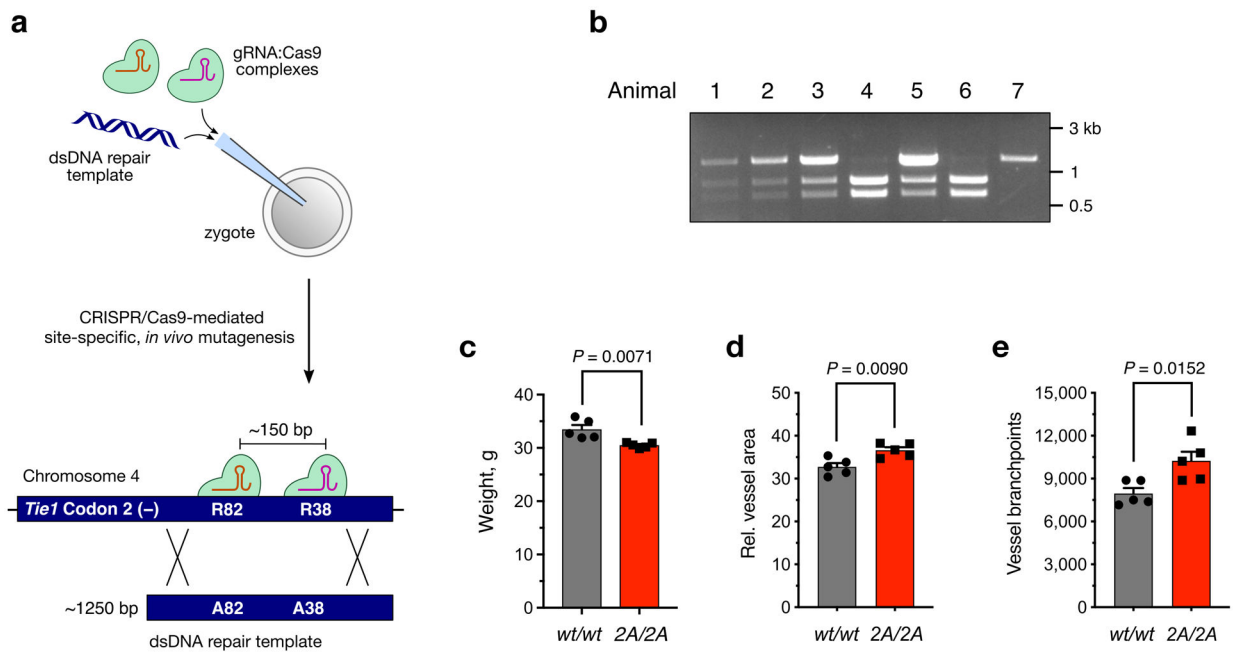 a
gRNA:Cas9
complexes
dsDNA repair
template
zygote
CRISPR/Cas9-mediated
site-specific, in vivo mutagenesis
~150 bp
Chromosome 4
Tie1 Codon 2 (–)
R82
R38
~1250 bp
A82
A38
dsDNA repair template
b
Animal 1 2 3 4 5 6 7
3 kb
1
0.5
c
P = 0.0071
Weight, g
40
30
20
10
0
wt/wt 2A/2A
d
P = 0.0090
Rel. vessel area
50
40
30
20
10
0
wt/wt 2A/2A
e
P = 0.0152
Vessel branchpoints
15,000
12,000
9,000
6,000
3,000
0
wt/wt 2A/2A